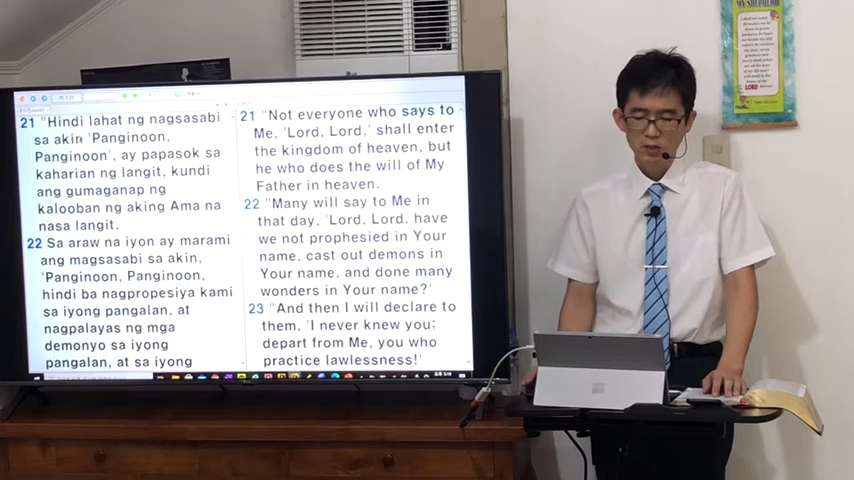 21 "Hindi lahat ng nagsasabi
sa akin 'Panginoon,
Panginoon', ay papasok sa
kaharian ng langit, kundi
ang gumaganap ng
kalooban ng aking Ama na
nasa langit.
22 Sa araw na iyon ay marami
ang magsasabi sa akin,
'Panginoon, Panginoon,
hindi ba nagpropesiya kami
sa iyong pangalan, at
nagpalayas ng mga
demonyo sa iyong
pangalan, at sa iyong
21 "Not everyone who says to
Me, 'Lord, Lord,' shall enter
the kingdom of heaven, but
he who does the will of My
Father in heaven.
22 "Many will say to Me in
that day, 'Lord, Lord, have
we not prophesied in Your
name, cast out demons in
Your name, and done many
wonders in Your name?'
23 "And then I will declare to
them, 'I never knew you;
depart from Me, you who
practice lawlessness!'
MY SHEPHERD
LORD